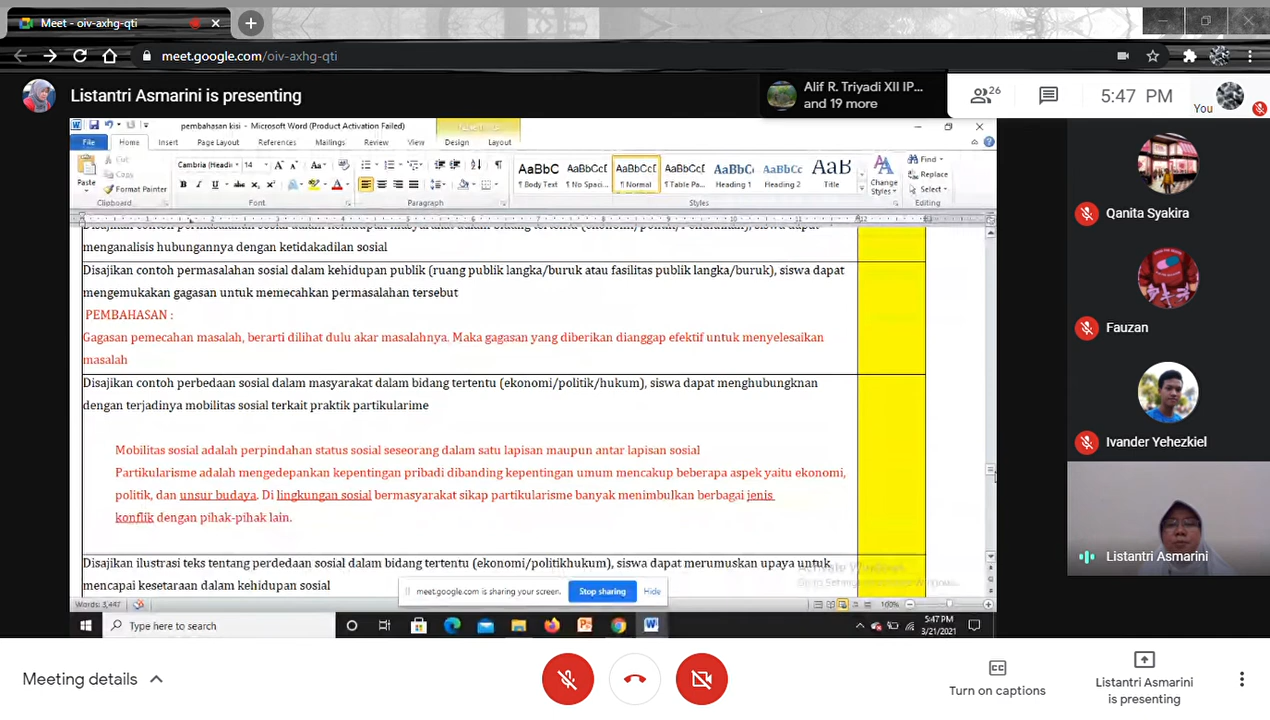 Meet - oiv-axhg-qti
meet.google.com/oiv-axhg-qti
Listantri Asmarini is presenting
Alif R. Triyadi XII IP...
and 19 more
26
5:47 PM
You
pembahasan kisi - Microsoft Word (Product Activation Failed)
File Home Insert Page Layout References Mailings Review View Design Layout
Paste
Cut
Copy
Format Painter
Clipboard
Cambria (Headi 14
Font
Paragraph
AaBbC AaBbCc[ AaBbCc[ AaBbCc[ AaBbC AaBbCc AaB
¶ Body Text ¶ No Spaci... ¶ Normal ¶ Table Pa... Heading 1 Heading 2 Title
Styles
Change
Styles
Find
Replace
Select
Editing
menganalisis hubungannya dengan ketidakadilan sosial
Disajikan contoh permasalahan sosial dalam kehidupan publik (ruang publik langka/buruk atau fasilitas publik langka/buruk), siswa dapat
mengemukakan gagasan untuk memecahkan permasalahan tersebut
PEMBAHASAN :
Gagasan pemecahan masalah, berarti dilihat dulu akar masalahnya. Maka gagasan yang diberikan dianggap efektif untuk menyelesaikan
masalah
Disajikan contoh perbedaan sosial dalam masyarakat dalam bidang tertentu (ekonomi/politik/hukum), siswa dapat menghubungknan
dengan terjadinya mobilitas sosial terkait praktik partikularime
Mobilitas sosial adalah perpindahan status sosial seseorang dalam satu lapisan maupun antar lapisan sosial
Partikularisme adalah mengedepankan kepentingan pribadi dibanding kepentingan umum mencakup beberapa aspek yaitu ekonomi,
politik, dan unsur budaya. Di lingkungan sosial bermasyarakat sikap partikularisme banyak menimbulkan berbagai jenis
konflik dengan pihak-pihak lain.
Disajikan ilustrasi teks tentang perdedaan sosial dalam bidang tertentu (ekonomi/politikhukum), siswa dapat merumuskan upaya untuk
mencapai kesetaraan dalam kehidupan sosial
meet.google.com is sharing your screen.
Stop sharing
Hide
Words: 3,447
100%
Type here to search
5:47 PM
3/21/2021
Qanita Syakira
Fauzan
Ivander Yehezkiel
Listantri Asmarini
Meeting details
Turn on captions
Listantri Asmarini
is presenting